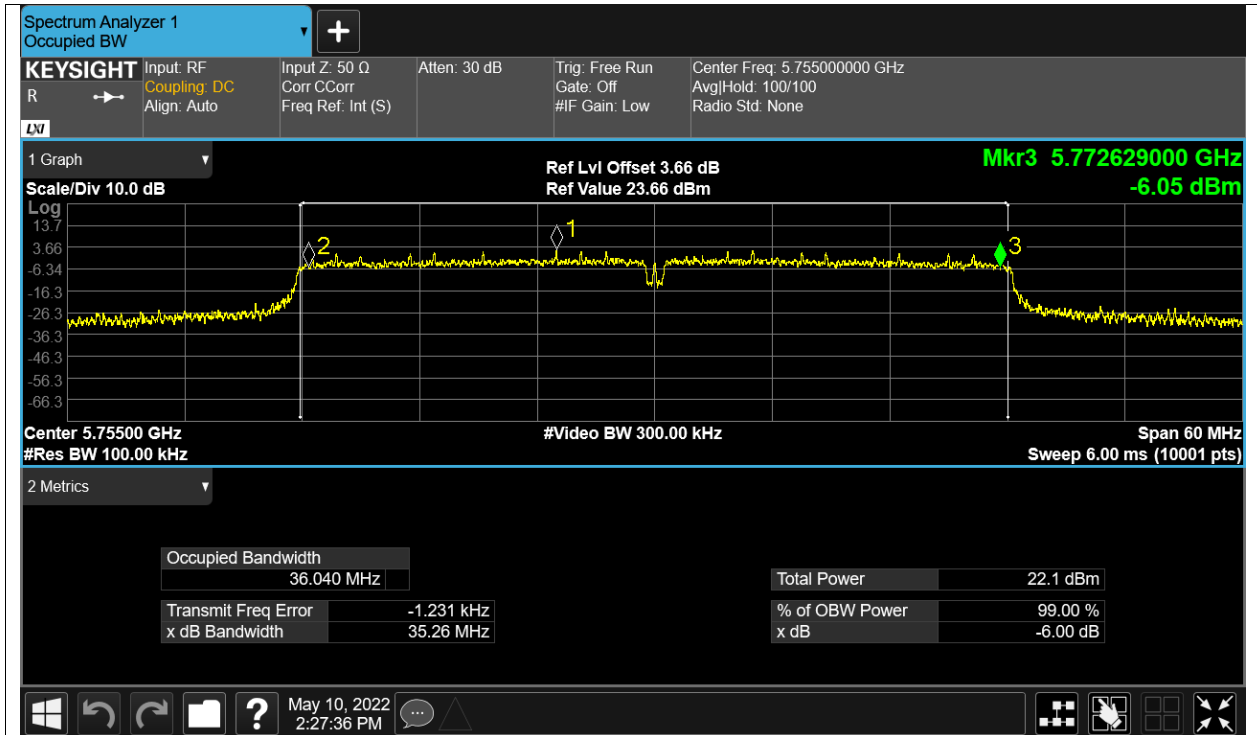 Spectrum Analyzer 1
Occupied BW
KEYSIGHT
R
LXI
Input: RF
Coupling: DC
Align: Auto
Input Z: 50 Ω
Corr CCorr
Freq Ref: Int (S)
Atten: 30 dB
Trig: Free Run
Gate: Off
#IF Gain: Low
Center Freq: 5.755000000 GHz
Avg|Hold: 100/100
Radio Std: None
1 Graph
Scale/Div 10.0 dB
Ref Lvl Offset 3.66 dB
Ref Value 23.66 dBm
Mkr3 5.772629000 GHz
-6.05 dBm
Log
13.7
3.66
-6.34
-16.3
-26.3
-36.3
-46.3
-56.3
-66.3
2
1
3
Center 5.75500 GHz
#Res BW 100.00 kHz
#Video BW 300.00 kHz
Span 60 MHz
Sweep 6.00 ms (10001 pts)
2 Metrics
Occupied Bandwidth
36.040 MHz
Transmit Freq Error -1.231 kHz
x dB Bandwidth 35.26 MHz
Total Power 22.1 dBm
% of OBW Power 99.00 %
x dB -6.00 dB
?
May 10, 2022
2:27:36 PM